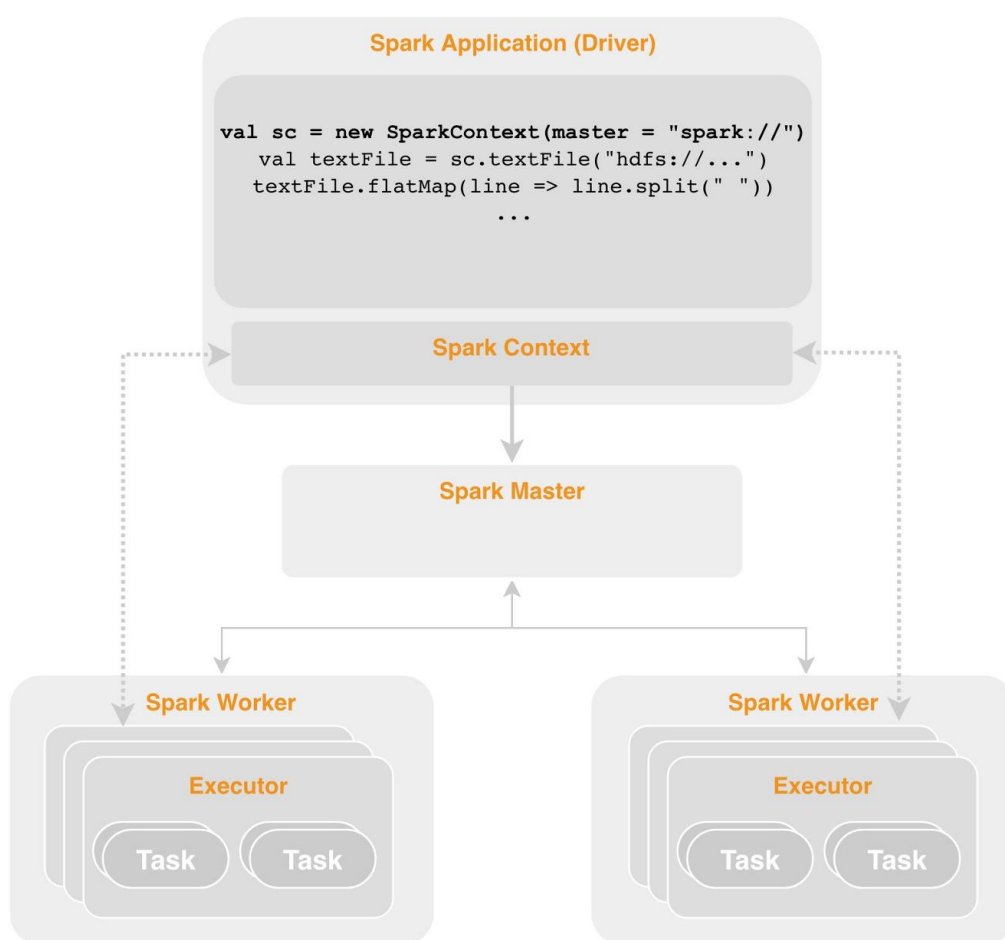 Spark Application (Driver)
val sc = new SparkContext(master = "spark://")
val textFile = sc.textFile("hdfs://...")
textFile.flatMap(line => line.split(" "))
...
Spark Context
Spark Master
Spark Worker
Executor
Task
Task
Spark Worker
Executor
Task
Task